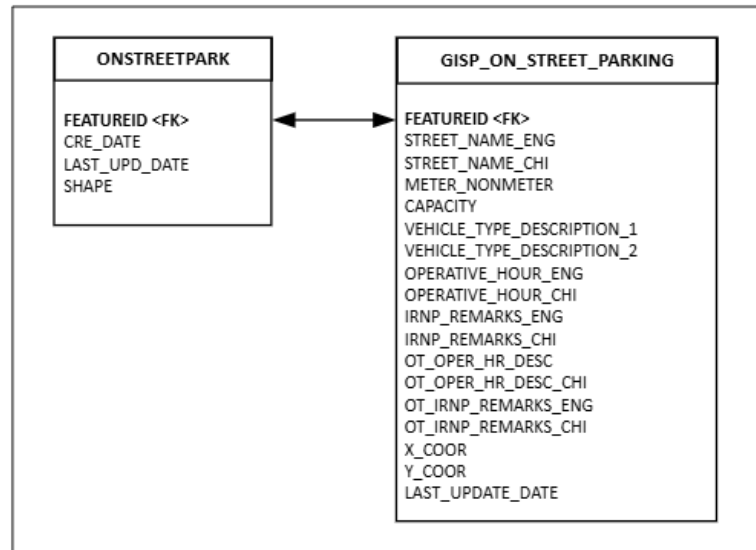 ONSTREETPARK
FEATUREID <FK>
CRE_DATE
LAST_UPD_DATE
SHAPE
GISP_ON_STREET_PARKING
FEATUREID <FK>
STREET_NAME_ENG
STREET_NAME_CHI
METER_NONMETER
CAPACITY
VEHICLE_TYPE_DESCRIPTION_1
VEHICLE_TYPE_DESCRIPTION_2
OPERATIVE_HOUR_ENG
OPERATIVE_HOUR_CHI
IRNP_REMARKS_ENG
IRNP_REMARKS_CHI
OT_OPER_HR_DESC
OT_OPER_HR_DESC_CHI
OT_IRNP_REMARKS_ENG
OT_IRNP_REMARKS_CHI
X_COOR
Y_COOR
LAST_UPDATE_DATE